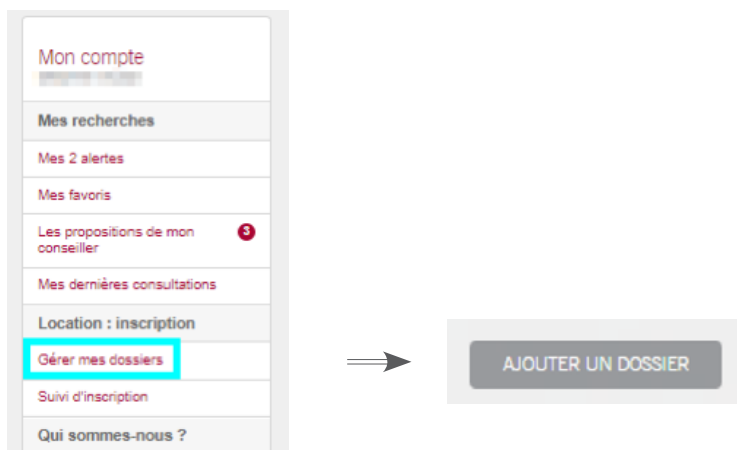 Mon compte
Mes recherches
Mes 2 alertes
Mes favoris
Les propositions de mon
conseiller
3
Mes dernières consultations
Location : inscription
Gérer mes dossiers
Suivi d'inscription
Qui sommes-nous ?
AJOUTER UN DOSSIER